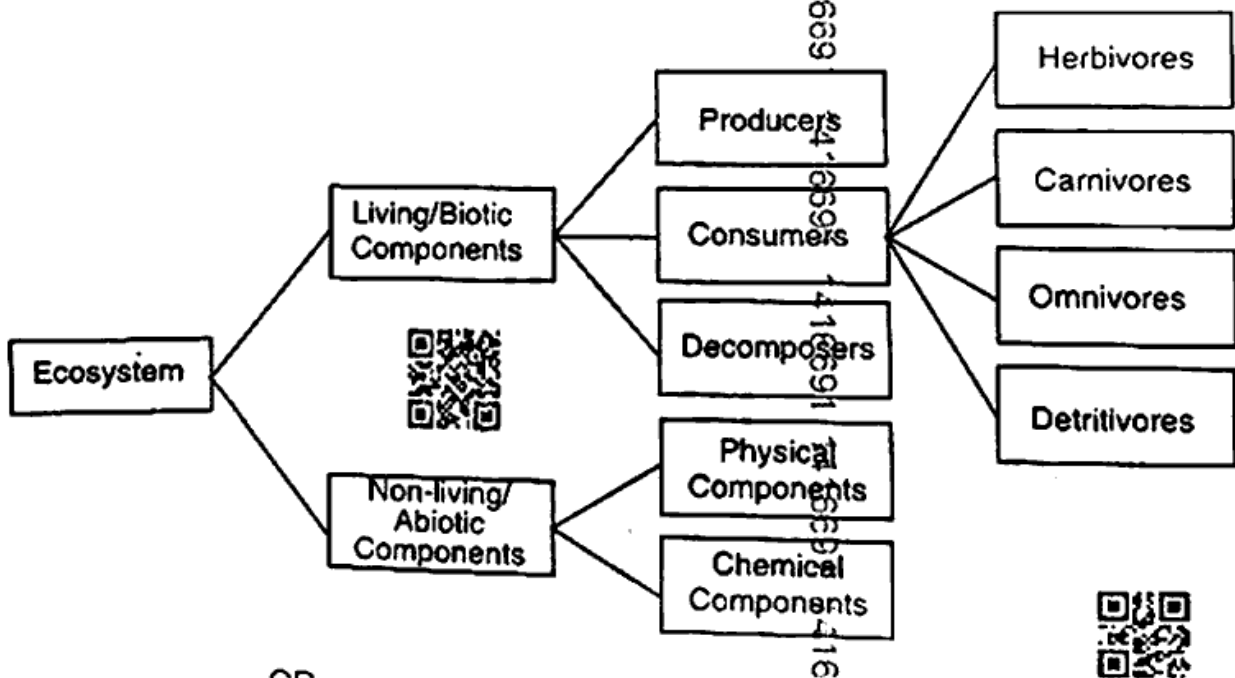 Ecosystem
Living/Biotic
Components
Non-living/
Abiotic
Components
Producers
Consumers
Decomposers
Physical
Components
Chemical
Components
Herbivores
Carnivores
Omnivores
Detritivores